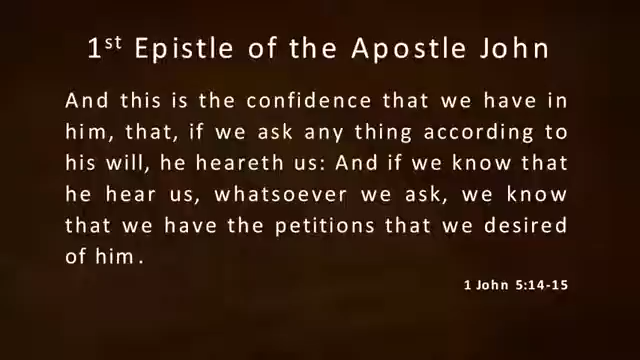 1st Epistle of the Apostle John
And this is the confidence that we have in
him, that, if we ask any thing according to
his will, he heareth us: And if we know that
he hear us, whatsoever we ask, we know
that we have the petitions that we desired
of him.
1 John 5:14-15